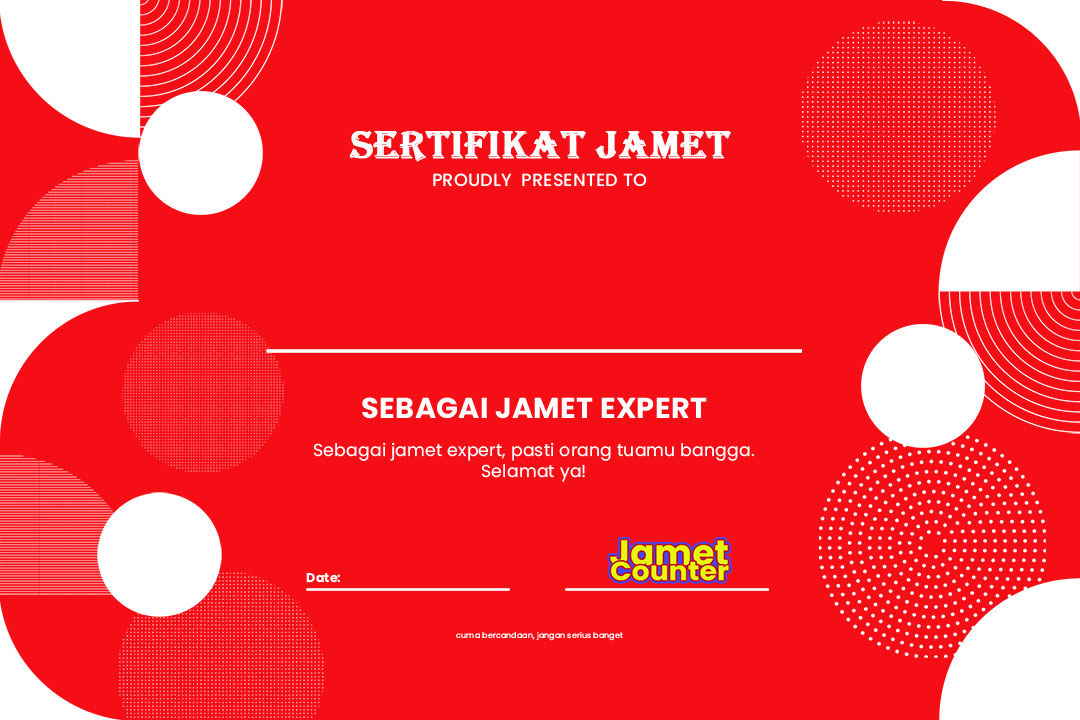 SERTIFIKAT JAMET
PROUDLY PRESENTED TO
SEBAGAI JAMET EXPERT
Sebagai jamet expert, pasti orang tuamu bangga.
Selamat ya!
Jamet
Counter
Date:
cuma bercandaan, jangan serius banget